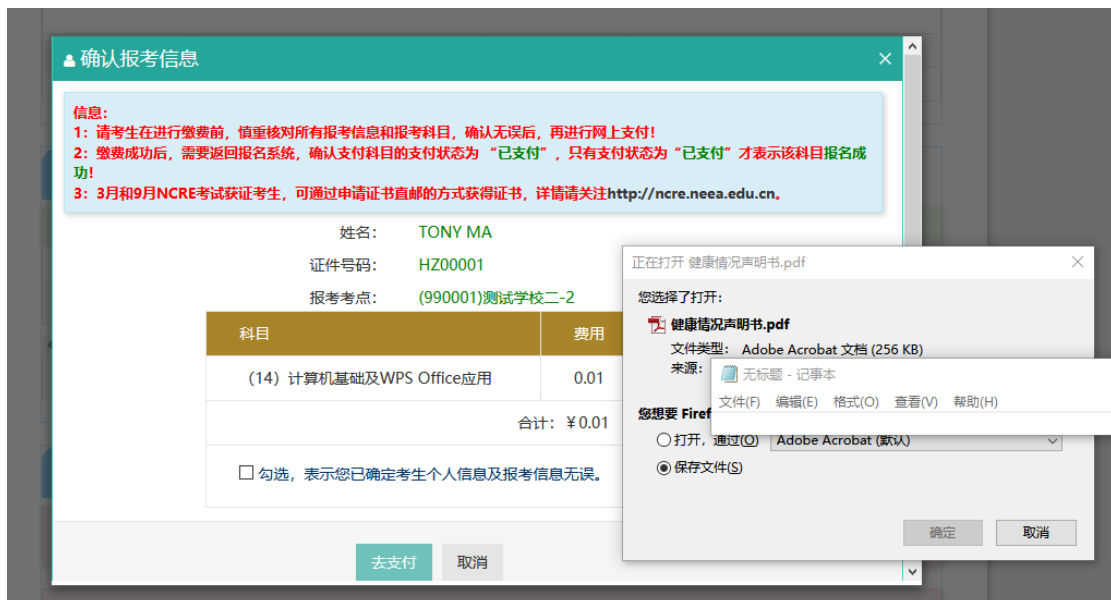 确认报考信息
×
信息:
1: 请考生在进行缴费前, 慎重核对所有报考信息和报考科目, 确认无误后, 再进行网上支付!
2: 缴费成功后, 需要返回报名系统, 确认支付科目的支付状态为 “已支付” , 只有支付状态为 “已支付” 才表示该科目报名成
功!
3: 3月和9月NCRE考试获证考生, 可通过申请证书直邮的方式获得证书, 详情请关注http://ncre.neea.edu.cn。
姓名: TONY MA
证件号码: HZ00001
报考考点: (990001)测试学校二-2
科目 费用
(14) 计算机基础及WPS Office应用 0.01
合计: ¥0.01
勾选, 表示您已确定考生个人信息及报考信息无误。
去支付 取消
正在打开 健康情况声明书.pdf
×
您选择了打开:
健康情况声明书.pdf
文件类型: Adobe Acrobat 文档 (256 KB)
来源:
无标题 - 记事本
文件(F) 编辑(E) 格式(O) 查看(V) 帮助(H)
您想要 Firef
打开, 通过(O) Adobe Acrobat (默认)
保存文件(S)
确定 取消